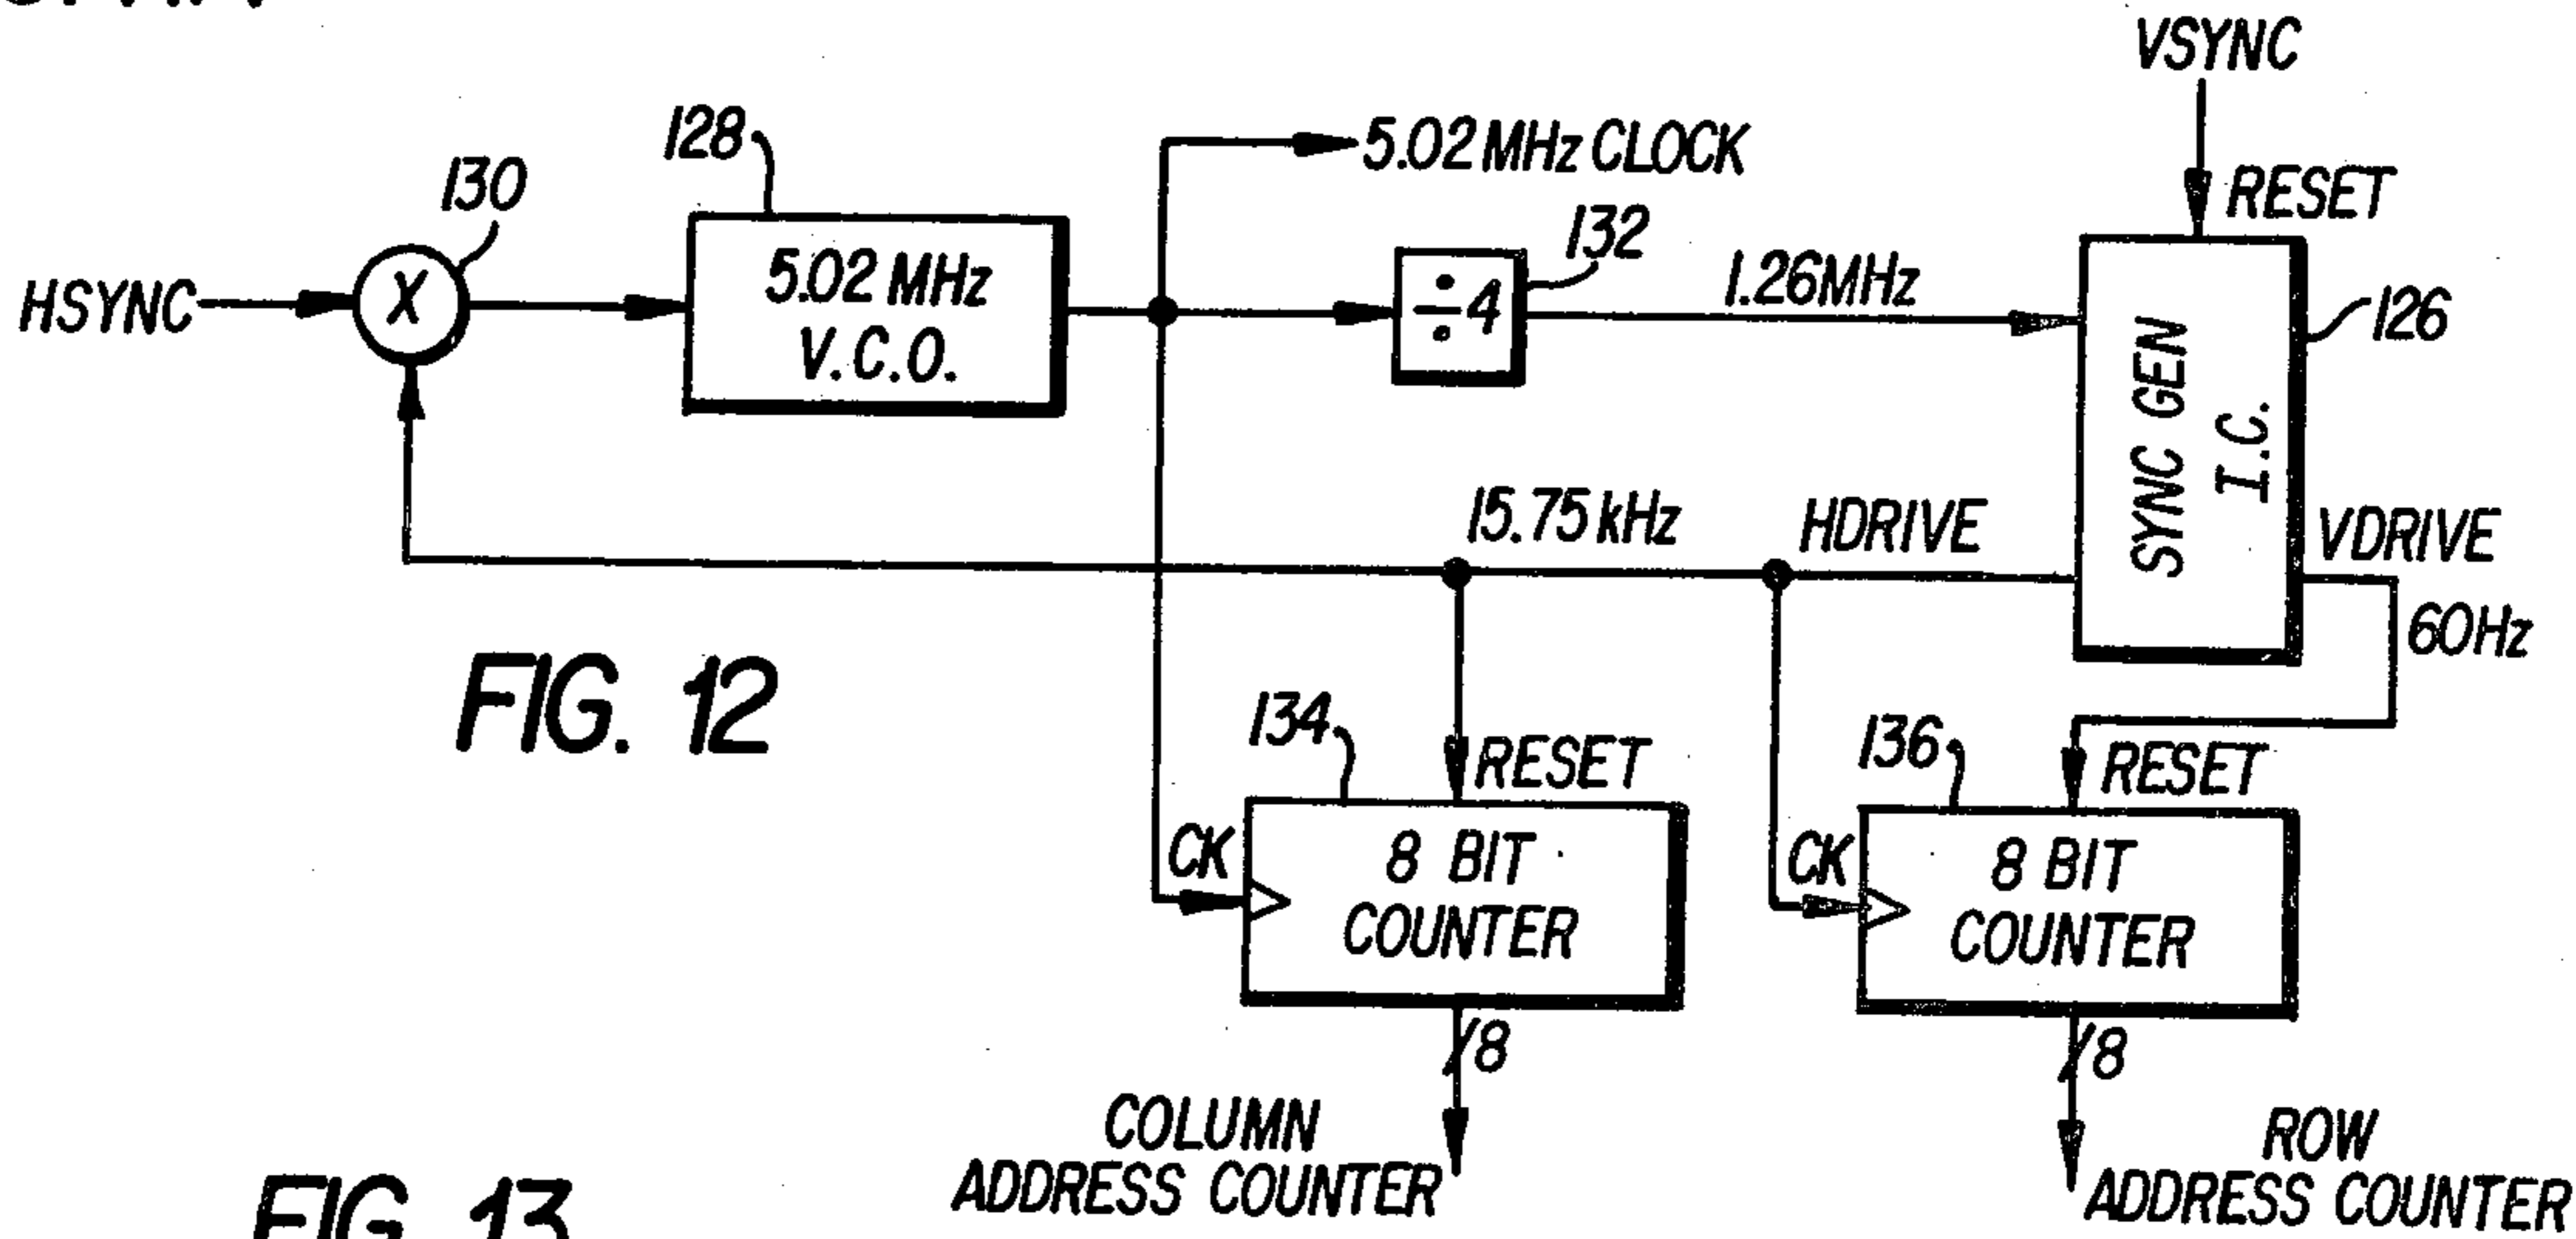 VSYNC
128
5.02 MHz CLOCK
130
RESET
132
HSYNC
X
5.02 MHz
V.C.O.
÷4
1.26MHz
126
SYNC GEN
I.C.
15.75 kHz
HDRIVE
VDRIVE
60Hz
FIG. 12
134
RESET
136
RESET
CK
8 BIT
COUNTER
CK
8 BIT
COUNTER
8
8
COLUMN
ADDRESS COUNTER
ROW
ADDRESS COUNTER
FIG. 13